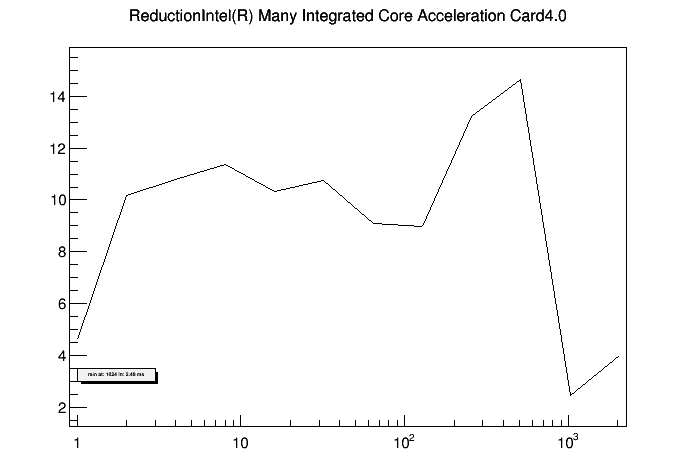 ReductionIntel(R) Many Integrated Core Acceleration Card4.0
14
12
10
8
6
4
min at: 1024 in: 2.48 ms
2
1 10 10² 10³